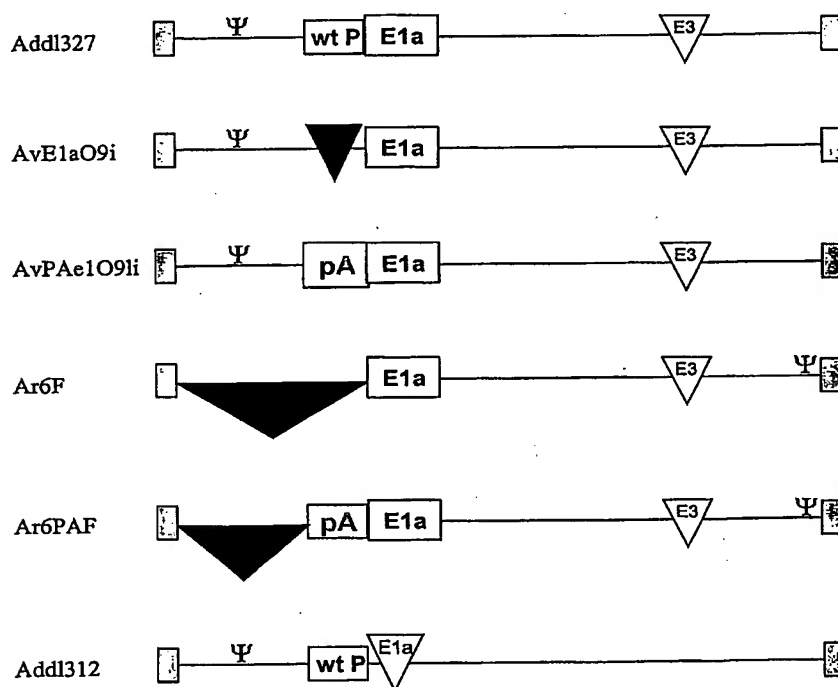 Addl327 Ψ wt P E1a E3
AvE1aO9i Ψ E1a E3
AvPAe1O9li Ψ pA E1a E3
Ar6F E1a E3 Ψ
Ar6PAF pA E1a E3 Ψ
Addl312 Ψ wt P E1a